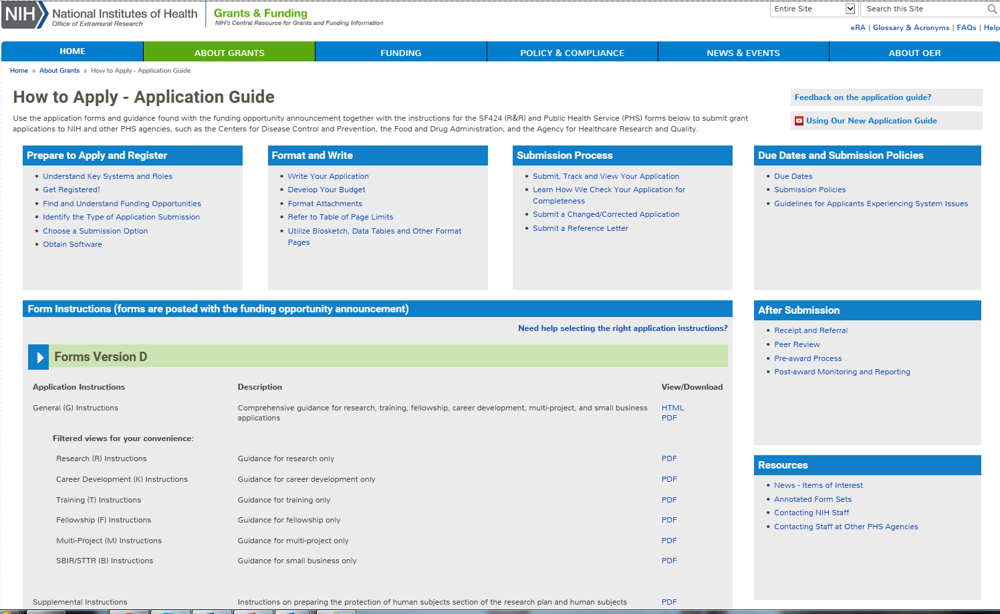 NIH National Institutes of Health
Office of Extramural Research
Grants & Funding
NIH's Central Resource for Grants and Funding Information
Entire Site
Search this Site
eRA | Glossary & Acronyms | FAQs | Help
HOME
ABOUT GRANTS
FUNDING
POLICY & COMPLIANCE
NEWS & EVENTS
ABOUT OER
Home » About Grants » How to Apply - Application Guide
How to Apply - Application Guide
Use the application forms and guidance found with the funding opportunity announcement together with the instructions for the SF424 (R&R) and Public Health Service (PHS) forms below to submit grant
applications to NIH and other PHS agencies, such as the Centers for Disease Control and Prevention, the Food and Drug Administration, and the Agency for Healthcare Research and Quality.
Feedback on the application guide?
Using Our New Application Guide
Prepare to Apply and Register
• Understand Key Systems and Roles
• Get Registered!
• Find and Understand Funding Opportunities
• Identify the Type of Application Submission
• Choose a Submission Option
• Obtain Software
Format and Write
• Write Your Application
• Develop Your Budget
• Format Attachments
• Refer to Table of Page Limits
• Utilize Biosketch, Data Tables and Other Format
Pages
Submission Process
• Submit, Track and View Your Application
• Learn How We Check Your Application for
Completeness
• Submit a Changed/Corrected Application
• Submit a Reference Letter
Due Dates and Submission Policies
• Due Dates
• Submission Policies
• Guidelines for Applicants Experiencing System Issues
Form Instructions (forms are posted with the funding opportunity announcement)
Need help selecting the right application instructions?
Forms Version D
Application Instructions Description View/Download
General (G) Instructions Comprehensive guidance for research, training, fellowship, career development, multi-project, and small business HTML
applications PDF
Filtered views for your convenience:
Research (R) Instructions Guidance for research only PDF
Career Development (K) Instructions Guidance for career development only PDF
Training (T) Instructions Guidance for training only PDF
Fellowship (F) Instructions Guidance for fellowship only PDF
Multi-Project (M) Instructions Guidance for multi-project only PDF
SBIR/STTR (B) Instructions Guidance for small business only PDF
Supplemental Instructions Instructions on preparing the protection of human subjects section of the research plan and human subjects PDF
After Submission
• Receipt and Referral
• Peer Review
• Pre-award Process
• Post-award Monitoring and Reporting
Resources
• News - Items of Interest
• Annotated Form Sets
• Contacting NIH Staff
• Contacting Staff at Other PHS Agencies